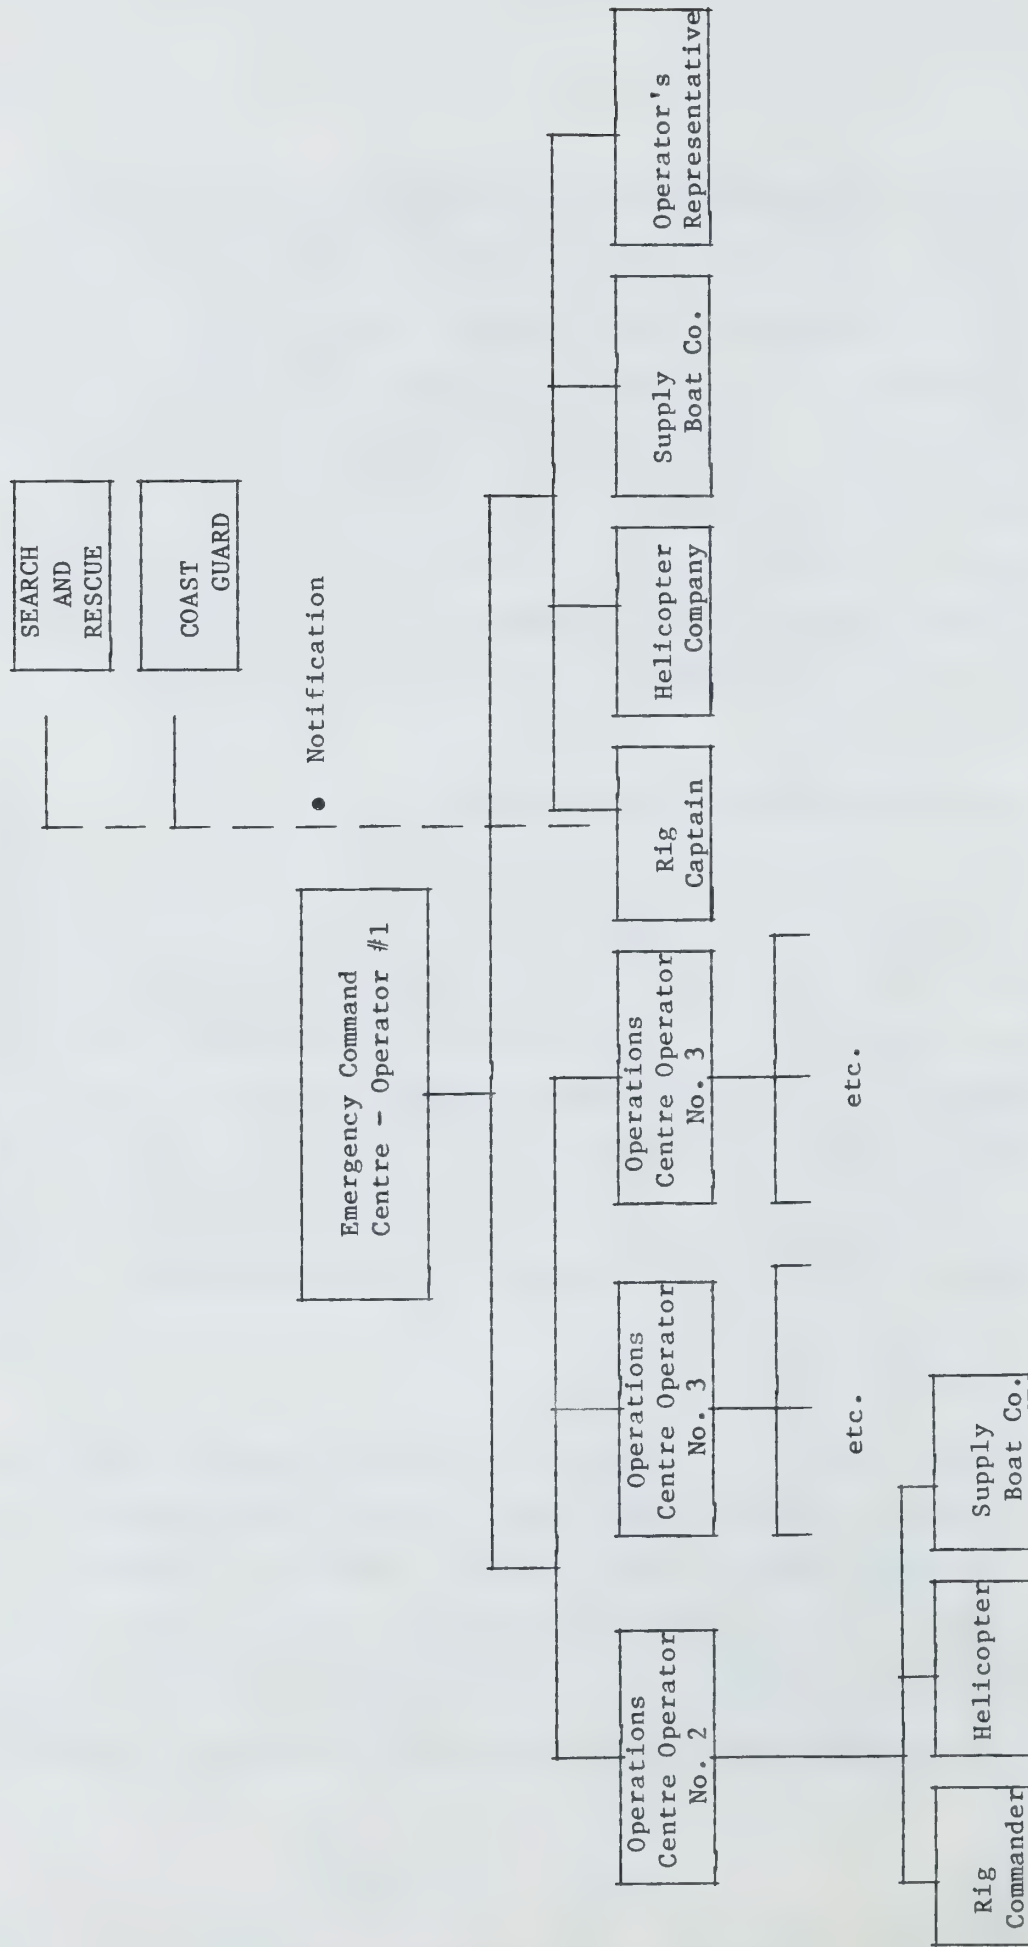 SEARCH
AND
RESCUE
COAST
GUARD
● Notification
Emergency Command
Centre - Operator #1
Operations
Centre Operator
No. 2
Operations
Centre Operator
No. 3
Operations
Centre Operator
No. 3
Rig
Captain
Helicopter
Company
Supply
Boat Co.
Operator's
Representative
etc.
etc.
Rig
Commander
Helicopter
Supply
Boat Co.